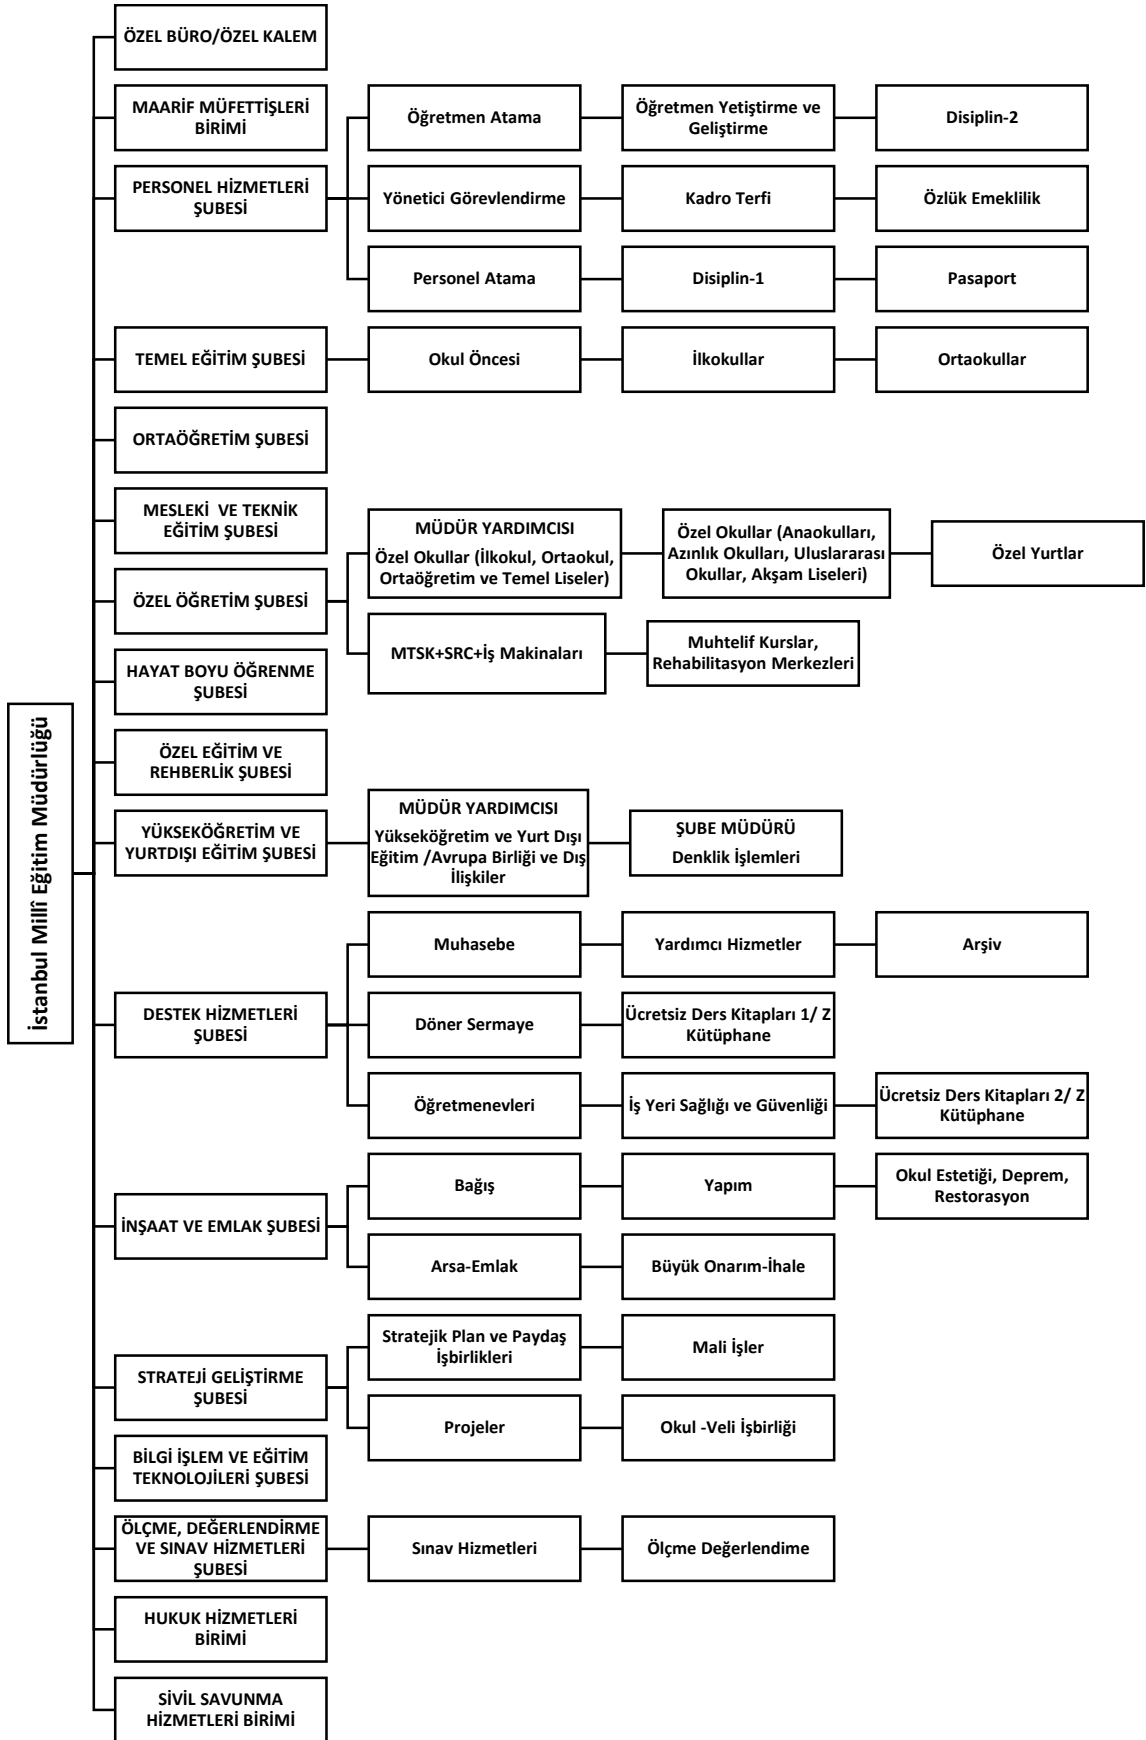 ÖZEL BÜRO/ÖZEL KALEM
MAARİF MÜFETTİŞLERİ
BİRİMİ
PERSONEL HİZMETLERİ
ŞUBESİ
Öğretmen Atama
Öğretmen Yetiştirme ve
Geliştirme
Disiplin-2
Yönetici Görevlendirme
Kadro Terfi
Özlük Emeklilik
Personel Atama
Disiplin-1
Pasaport
TEMEL EĞİTİM ŞUBESİ
Okul Öncesi
İlkokullar
Ortaokullar
ORTAÖĞRETİM ŞUBESİ
MESLEKİ  VE TEKNİK
EĞİTİM ŞUBESİ
ÖZEL ÖĞRETİM ŞUBESİ
MÜDÜR YARDIMCISI
Özel Okullar (İlkokul, Ortaokul,
Ortaöğretim ve Temel Liseler)
Özel Okullar (Anaokulları,
Azınlık Okulları, Uluslararası
Okullar, Akşam Liseleri)
Özel Yurtlar
MTSK+SRC+İş Makinaları
Muhtelif Kurslar,
Rehabilitasyon Merkezleri
HAYAT BOYU ÖĞRENME
ŞUBESİ
İstanbul Millî Eğitim Müdürlüğü
ÖZEL EĞİTİM VE
REHBERLİK ŞUBESİ
YÜKSEKÖĞRETİM VE
YURTDIŞI EĞİTİM ŞUBESİ
MÜDÜR YARDIMCISI
Yükseköğretim ve Yurt Dışı
Eğitim /Avrupa Birliği ve Dış
İlişkiler
ŞUBE MÜDÜRÜ
Denklik İşlemleri
DESTEK HİZMETLERİ
ŞUBESİ
Muhasebe
Yardımcı Hizmetler
Arşiv
Döner Sermaye
Ücretsiz Ders Kitapları 1/ Z
Kütüphane
Öğretmenevleri
İş Yeri Sağlığı ve Güvenliği
Ücretsiz Ders Kitapları 2/ Z
Kütüphane
İNŞAAT VE EMLAK ŞUBESİ
Bağış
Yapım
Okul Estetiği, Deprem,
Restorasyon
Arsa-Emlak
Büyük Onarım-İhale
STRATEJİ GELİŞTİRME
ŞUBESİ
Stratejik Plan ve Paydaş
İşbirlikleri
Mali İşler
Projeler
Okul -Veli İşbirliği
BİLGİ İŞLEM VE EĞİTİM
TEKNOLOJİLERİ ŞUBESİ
ÖLÇME, DEĞERLENDİRME
VE SINAV HİZMETLERİ
ŞUBESİ
Sınav Hizmetleri
Ölçme Değerlendime
HUKUK HİZMETLERİ
BİRİMİ
SİVİL SAVUNMA
HİZMETLERİ BİRİMİ